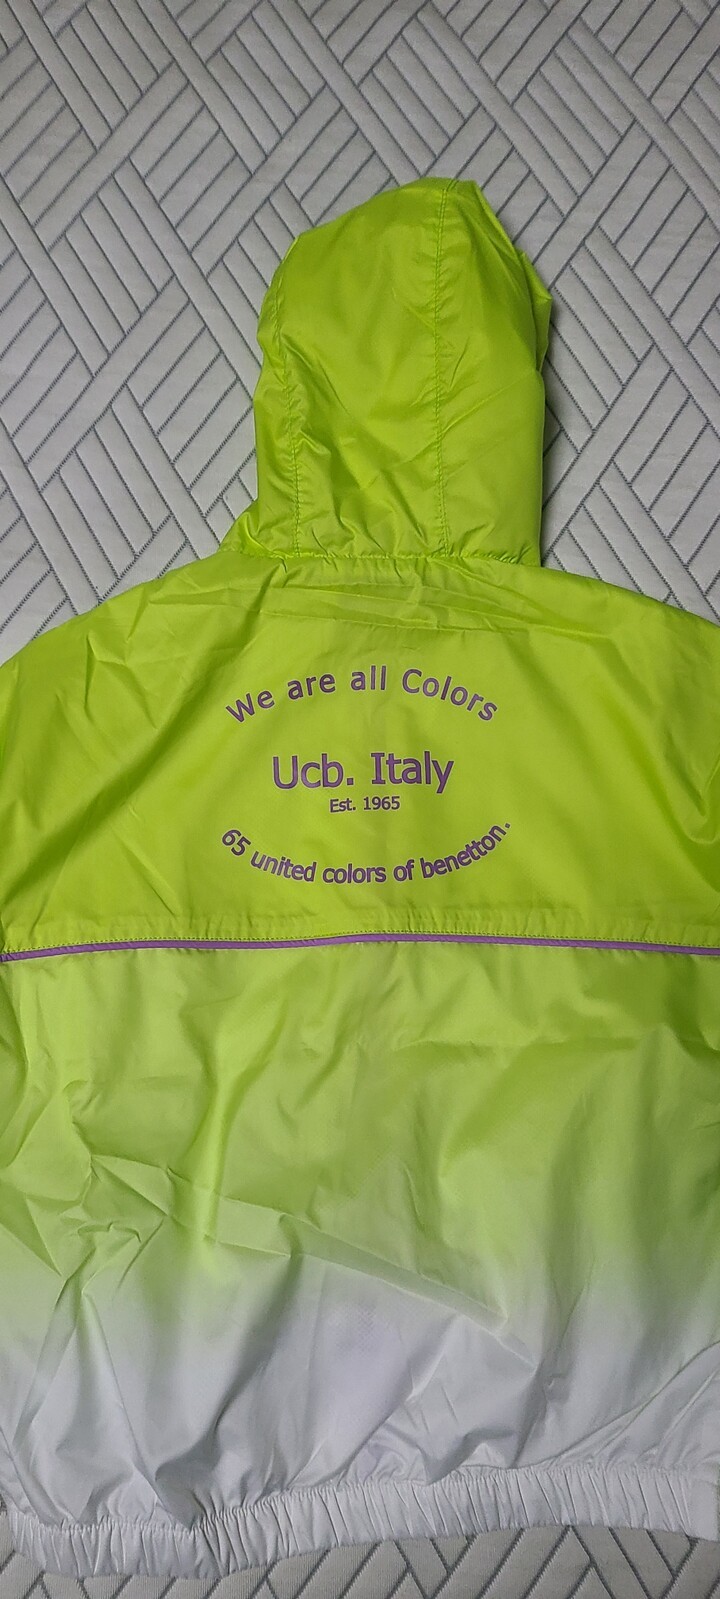 We are all Colors
Ucb. Italy
Est. 1965
65 united colors of benetton.